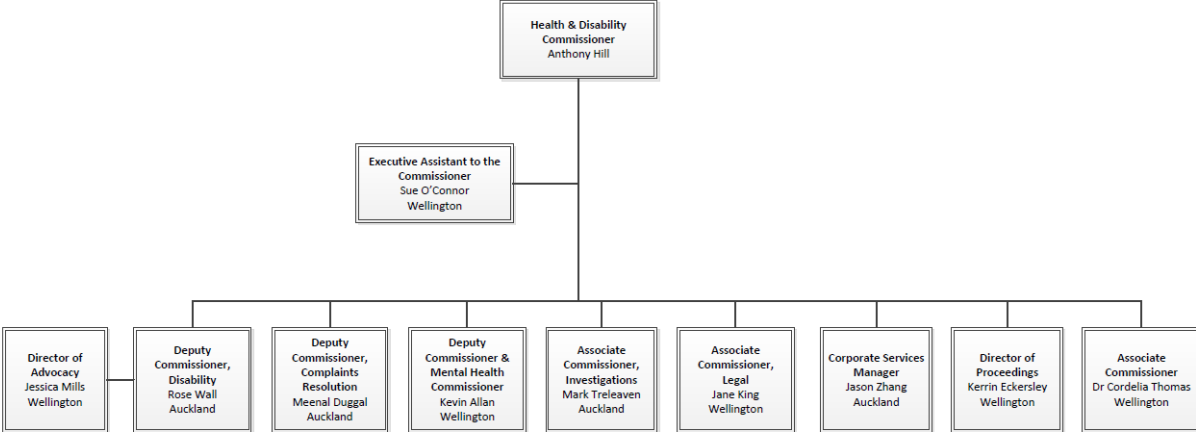 Health & Disability
Commissioner
Anthony Hill
Executive Assistant to the
Commissioner
Sue O'Connor
Wellington
Director of
Advocacy
Jessica Mills
Wellington
Deputy
Commissioner,
Disability
Rose Wall
Auckland
Deputy
Commissioner,
Complaints
Resolution
Meenal Duggal
Auckland
Deputy
Commissioner &
Mental Health
Commissioner
Kevin Allan
Wellington
Associate
Commissioner,
Investigations
Mark Treleaven
Auckland
Associate
Commissioner,
Legal
Jane King
Wellington
Corporate Services
Manager
Jason Zhang
Auckland
Director of
Proceedings
Kerrin Eckersley
Wellington
Associate
Commissioner
Dr Cordelia Thomas
Wellington